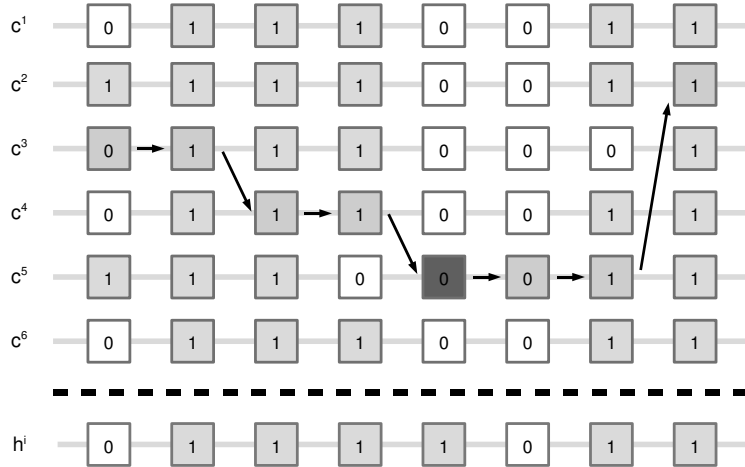 c¹ 0 1 1 1 0 0 1 1
c² 1 1 1 1 0 0 1 1
c³ 0 1 1 1 0 0 0 1
c⁴ 0 1 1 1 0 0 1 1
c⁵ 1 1 1 0 0 0 1 1
c⁶ 0 1 1 1 0 0 1 1
hⁱ 0 1 1 1 1 0 1 1